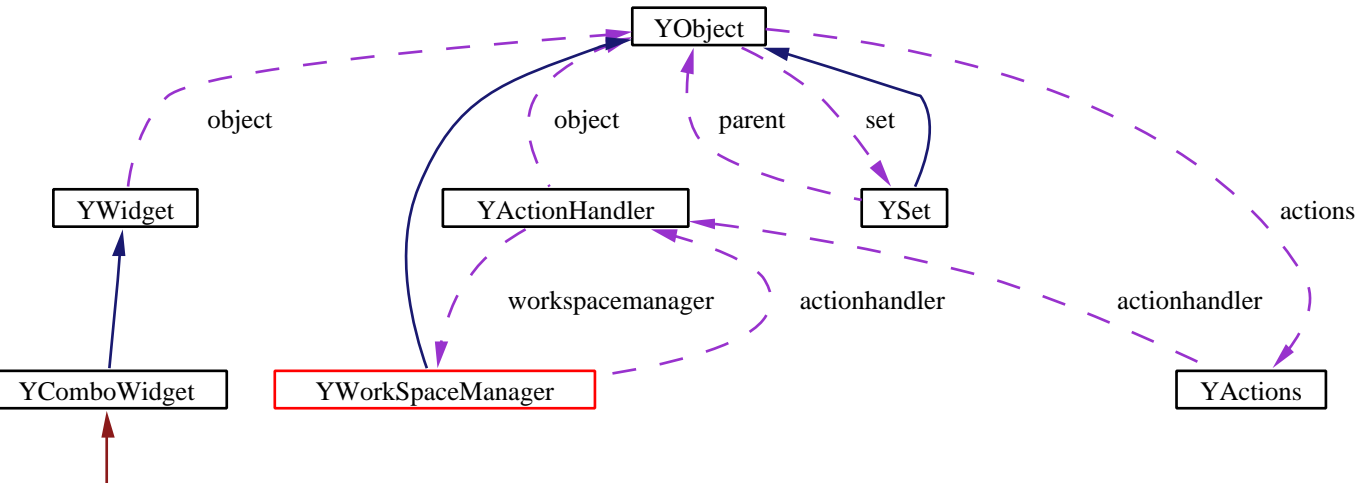 YObject
object
object
parent
set
YWidget
YActionHandler
YSet
actions
workspacemanager
actionhandler
actionhandler
YComboWidget
YWorkSpaceManager
YActions